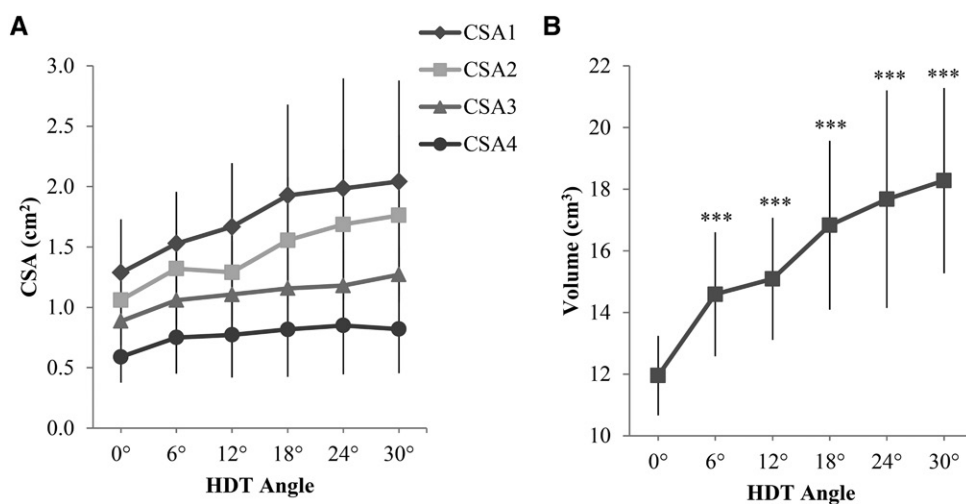 A
CSA1
CSA2
CSA3
CSA4
3.0
2.5
2.0
1.5
1.0
0.5
0.0
CSA (cm²)
0° 6° 12° 18° 24° 30°
HDT Angle
B
22
20
18
16
14
12
10
Volume (cm³)
*** *** *** *** ***
0° 6° 12° 18° 24° 30°
HDT Angle